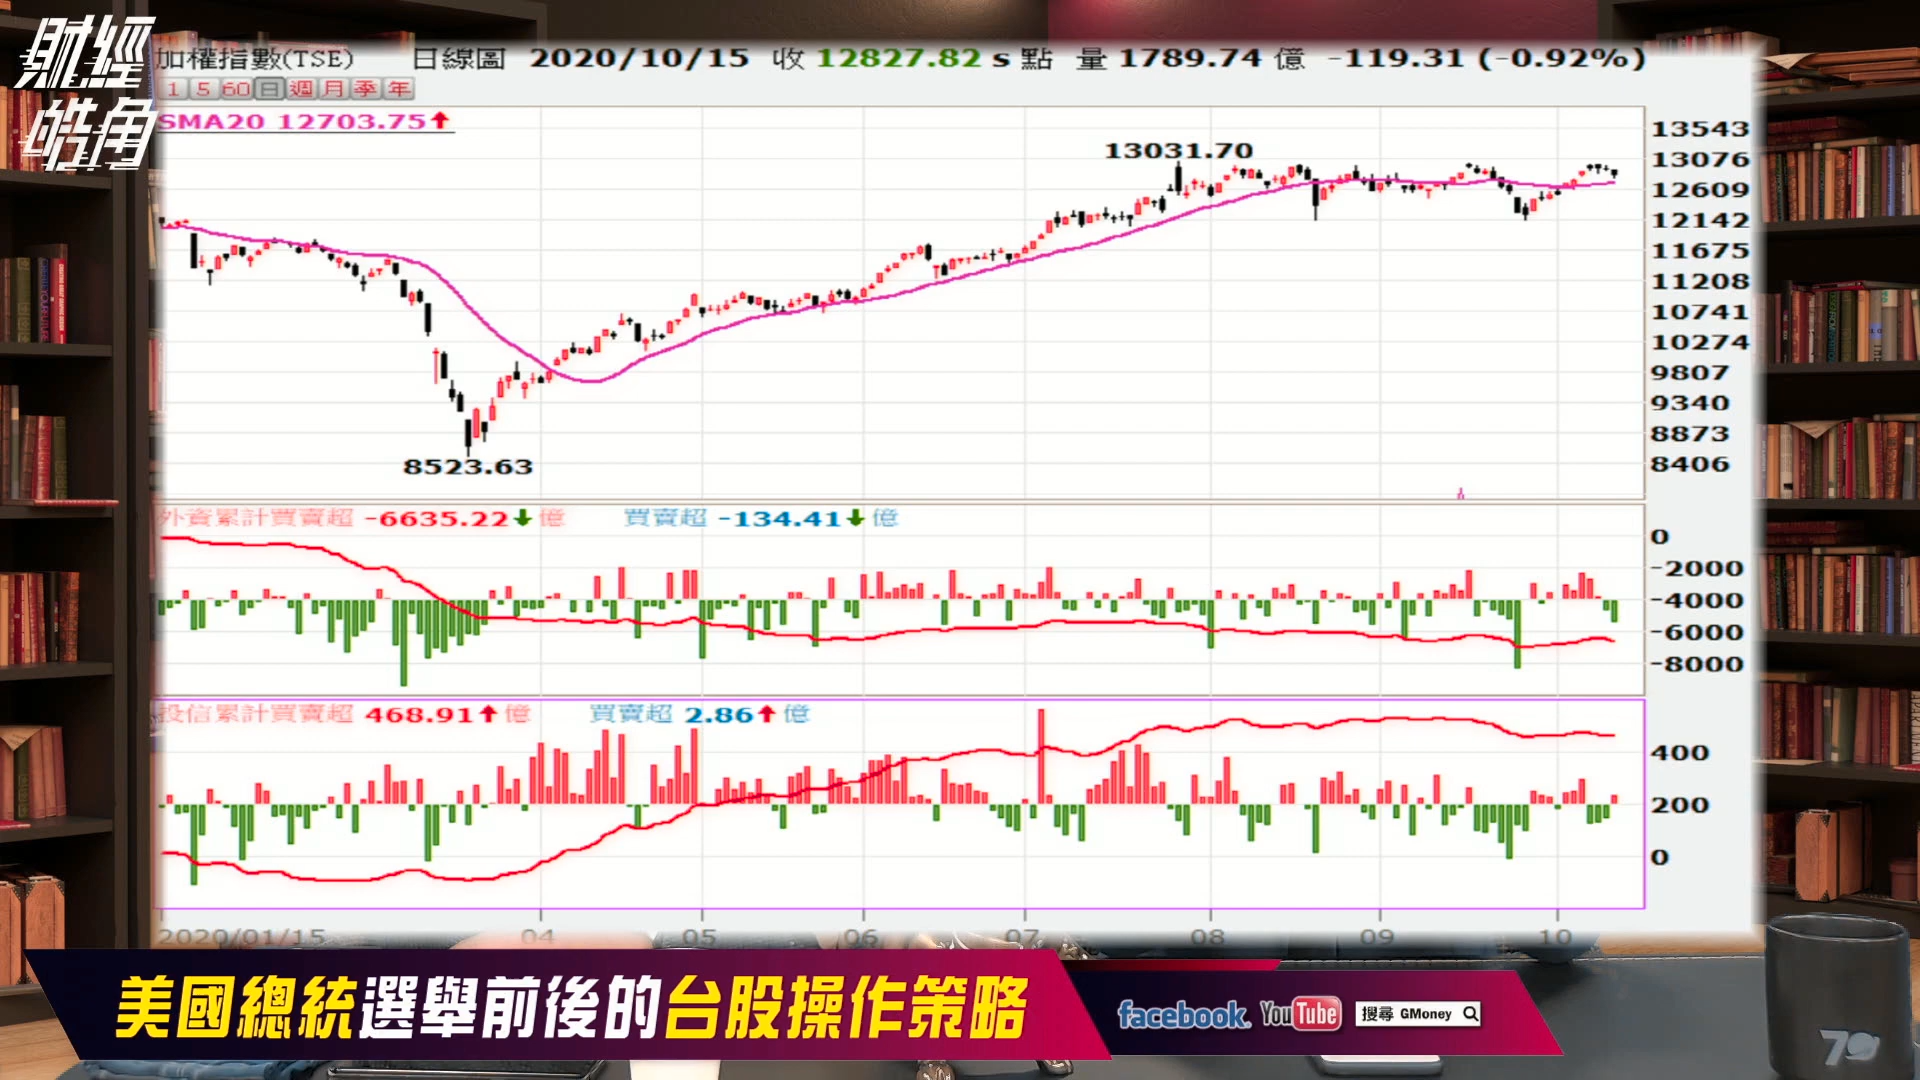 財經
皓角
加權指數(TSE) 日線圖 2020/10/15 收 12827.82 s 點 量 1789.74 億 -119.31 (-0.92%)
1 5 60 日 週 月 季 年
SMA20 12703.75
13031.70
8523.63
13543
13076
12609
12142
11675
11208
10741
10274
9807
9340
8873
8406
外資累計買賣超 -6635.22 億 買賣超 -134.41 億
0
-2000
-4000
-6000
-8000
投信累計買賣超 468.91 億 買賣超 2.86 億
400
200
0
2020/01/15 04 05 06 07 08 09 10
美國總統選舉前後的台股操作策略
facebook. YouTube 搜尋 GMoney